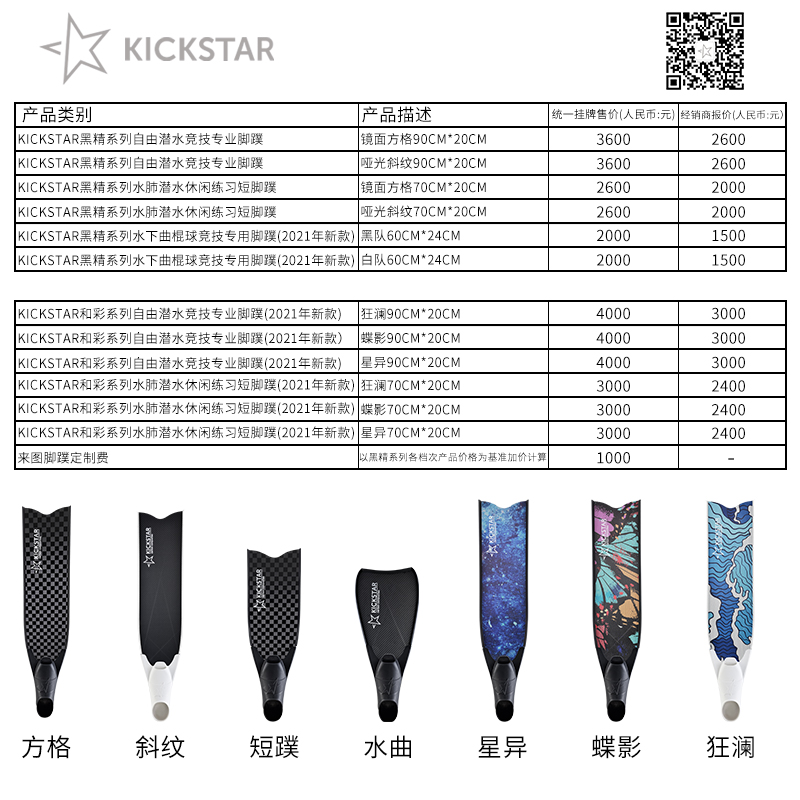 KICKSTAR
产品类别 产品描述 统一挂牌售价(人民币:元) 经销商报价(人民币:元)
KICKSTAR黑精系列自由潜水竞技专业脚蹼 镜面方格90CM*20CM 3600 2600
KICKSTAR黑精系列自由潜水竞技专业脚蹼 哑光斜纹90CM*20CM 3600 2600
KICKSTAR黑精系列水肺潜水休闲练习短脚蹼 镜面方格70CM*20CM 2600 2000
KICKSTAR黑精系列水肺潜水休闲练习短脚蹼 哑光斜纹70CM*20CM 2600 2000
KICKSTAR黑精系列水下曲棍球竞技专用脚蹼(2021年新款) 黑队60CM*24CM 2000 1500
KICKSTAR黑精系列水下曲棍球竞技专用脚蹼(2021年新款) 白队60CM*24CM 2000 1500
KICKSTAR和彩系列自由潜水竞技专业脚蹼(2021年新款) 狂澜90CM*20CM 4000 3000
KICKSTAR和彩系列自由潜水竞技专业脚蹼(2021年新款) 蝶影90CM*20CM 4000 3000
KICKSTAR和彩系列自由潜水竞技专业脚蹼(2021年新款) 星异90CM*20CM 4000 3000
KICKSTAR和彩系列水肺潜水休闲练习短脚蹼(2021年新款) 狂澜70CM*20CM 3000 2400
KICKSTAR和彩系列水肺潜水休闲练习短脚蹼(2021年新款) 蝶影70CM*20CM 3000 2400
KICKSTAR和彩系列水肺潜水休闲练习短脚蹼(2021年新款) 星异70CM*20CM 3000 2400
来图脚蹼定制费 以黑精系列各档次产品价格为基准加价计算 1000 –
KICKSTAR
KICKSTAR
KICKSTAR
KICKSTAR
KICKSTAR
KICKSTAR
KICKSTAR
方格 斜纹 短蹼 水曲 星异 蝶影 狂澜